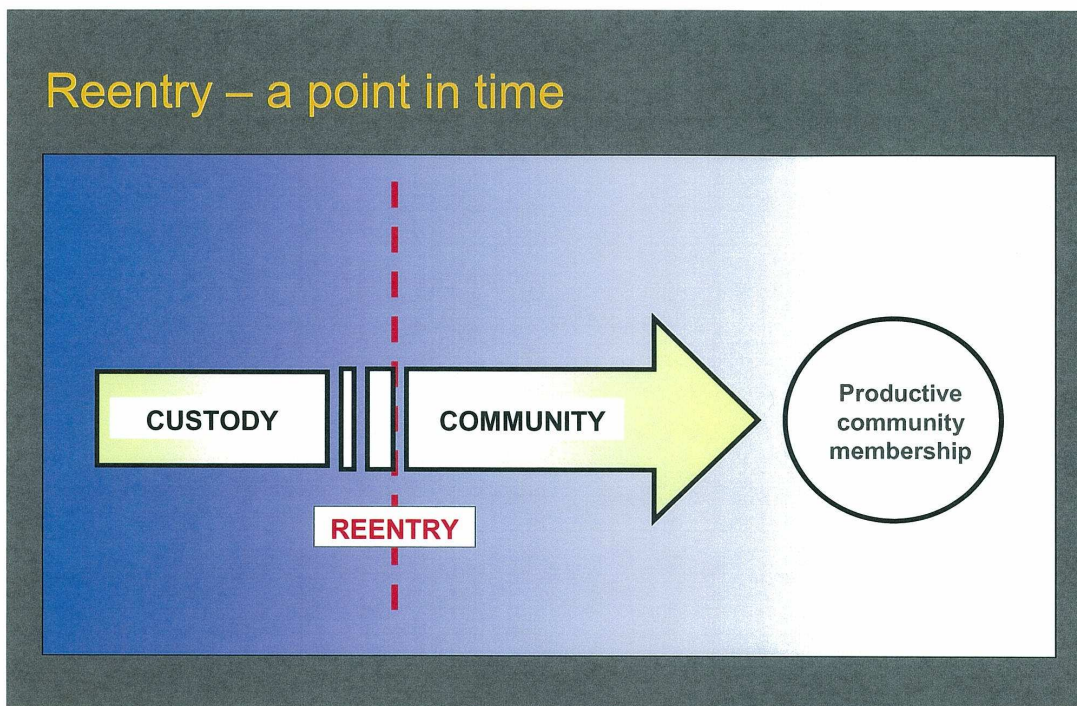 Reentry – a point in time
CUSTODY
COMMUNITY
REENTRY
Productive
community
membership